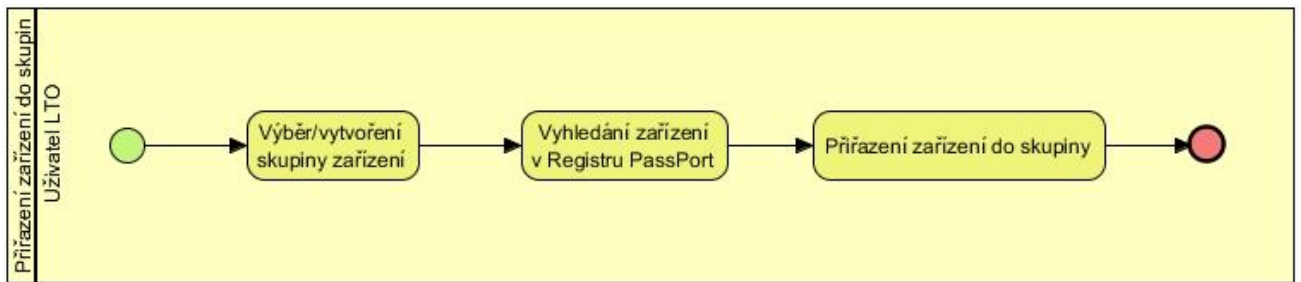 Přiřazení zařízení do skupin
Uživatel LTO
Výběr/vytvoření
skupiny zařízení
Vyhledání zařízení
v Registru PassPort
Přiřazení zařízení do skupiny